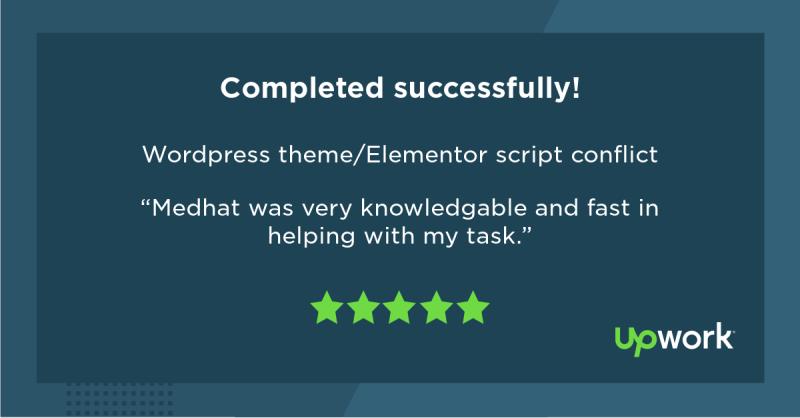 Completed successfully!
Wordpress theme/Elementor script conflict
“Medhat was very knowledgable and fast in
helping with my task.”
upwork